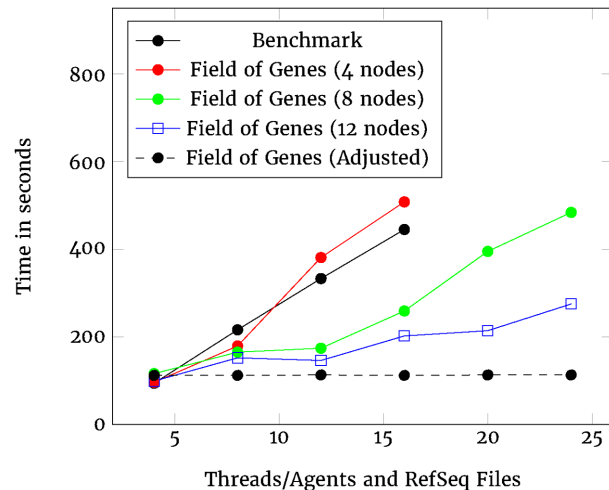 Benchmark
Field of Genes (4 nodes)
Field of Genes (8 nodes)
Field of Genes (12 nodes)
Field of Genes (Adjusted)
Time in seconds
800
600
400
200
0
5
10
15
20
25
Threads/Agents and RefSeq Files